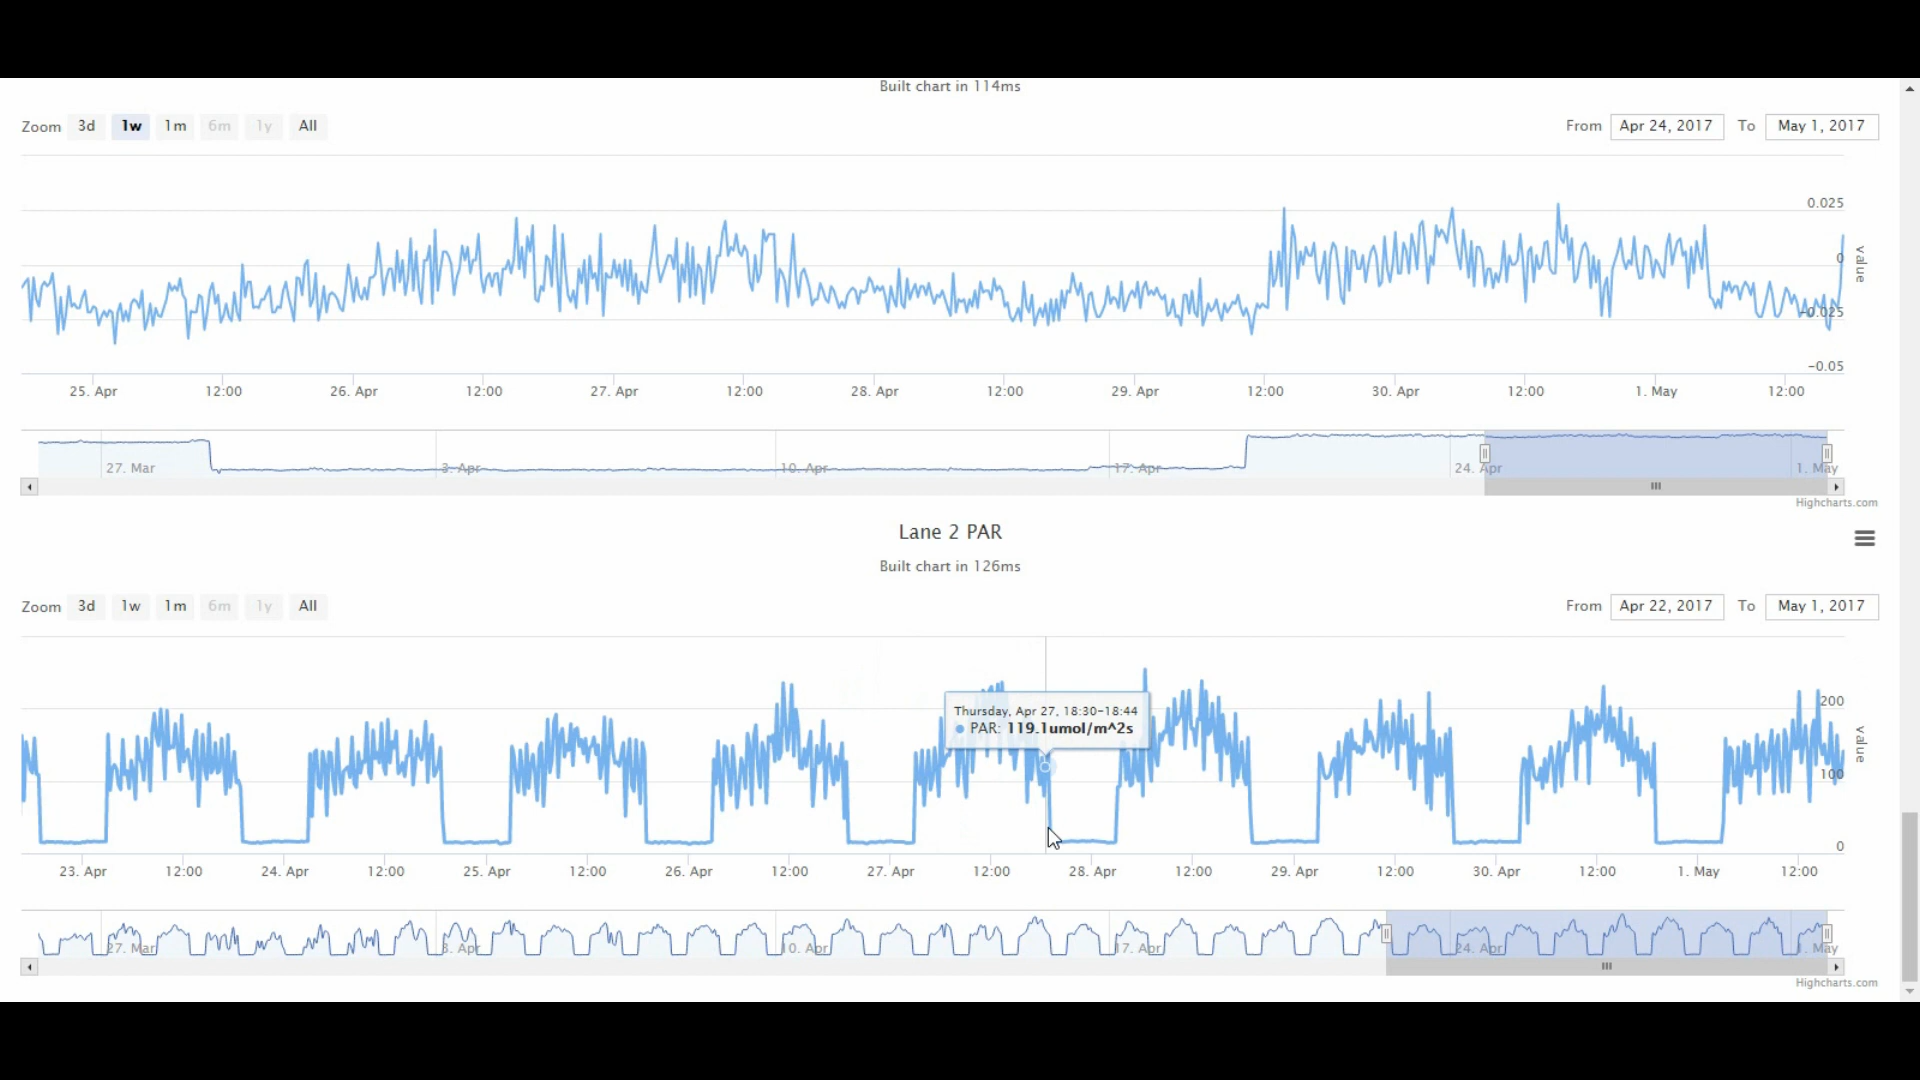 Built chart in 114ms
Zoom 3d 1w 1m 6m 1y All From Apr 24, 2017 To May 1, 2017
0.025
0
-0.025
-0.05
value
25. Apr 12:00 26. Apr 12:00 27. Apr 12:00 28. Apr 12:00 29. Apr 12:00 30. Apr 12:00 1. May 12:00
27. Mar 3. Apr 10. Apr 17. Apr 24. Apr 1. May
Highcharts.com
Lane 2 PAR
Built chart in 126ms
Zoom 3d 1w 1m 6m 1y All From Apr 22, 2017 To May 1, 2017
Thursday, Apr 27, 18:30-18:44
PAR: 119.1umol/m^2s
200
100
0
value
23. Apr 12:00 24. Apr 12:00 25. Apr 12:00 26. Apr 12:00 27. Apr 12:00 28. Apr 12:00 29. Apr 12:00 30. Apr 12:00 1. May 12:00
27. Mar 3. Apr 10. Apr 17. Apr 24. Apr 1. May
Highcharts.com